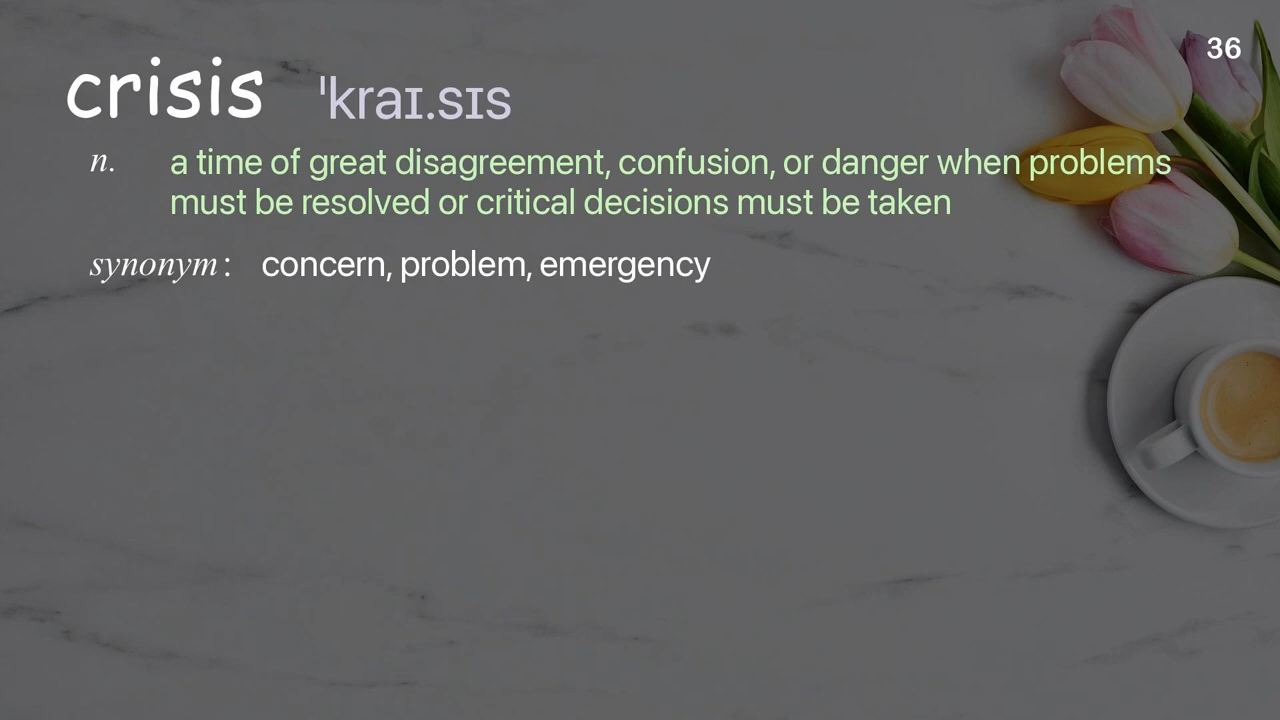 36
crisis ˈkraɪ.sɪs
n. a time of great disagreement, confusion, or danger when problems
must be resolved or critical decisions must be taken
synonym : concern, problem, emergency